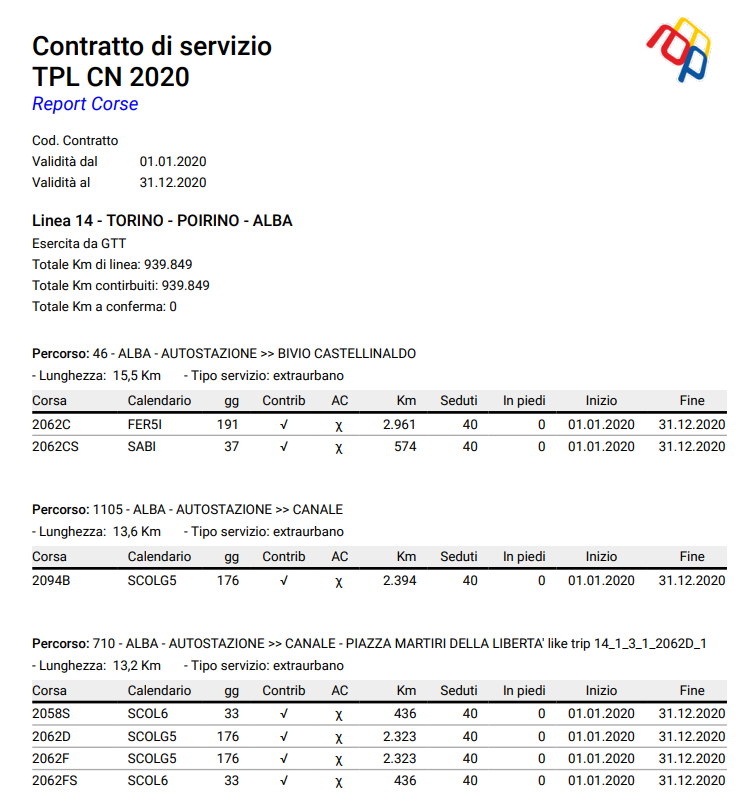 Contratto di servizio
TPL CN 2020
Report Corse
Cod. Contratto
Validità dal 01.01.2020
Validità al 31.12.2020
Linea 14 - TORINO - POIRINO - ALBA
Esercita da GTT
Totale Km di linea: 939.849
Totale Km contirbuiti: 939.849
Totale Km a conferma: 0
Percorso: 46 - ALBA - AUTOSTAZIONE >> BIVIO CASTELLINALDO
- Lunghezza: 15,5 Km - Tipo servizio: extraurbano
Corsa Calendario gg Contrib AC Km Seduti In piedi Inizio Fine
2062C FER5I 191 √ χ 2.961 40 0 01.01.2020 31.12.2020
2062CS SABI 37 √ χ 574 40 0 01.01.2020 31.12.2020
Percorso: 1105 - ALBA - AUTOSTAZIONE >> CANALE
- Lunghezza: 13,6 Km - Tipo servizio: extraurbano
Corsa Calendario gg Contrib AC Km Seduti In piedi Inizio Fine
2094B SCOLG5 176 √ χ 2.394 40 0 01.01.2020 31.12.2020
Percorso: 710 - ALBA - AUTOSTAZIONE >> CANALE - PIAZZA MARTIRI DELLA LIBERTA' like trip 14_1_3_1_2062D_1
- Lunghezza: 13,2 Km - Tipo servizio: extraurbano
Corsa Calendario gg Contrib AC Km Seduti In piedi Inizio Fine
2058S SCOL6 33 √ χ 436 40 0 01.01.2020 31.12.2020
2062D SCOLG5 176 √ χ 2.323 40 0 01.01.2020 31.12.2020
2062F SCOLG5 176 √ χ 2.323 40 0 01.01.2020 31.12.2020
2062FS SCOL6 33 √ χ 436 40 0 01.01.2020 31.12.2020